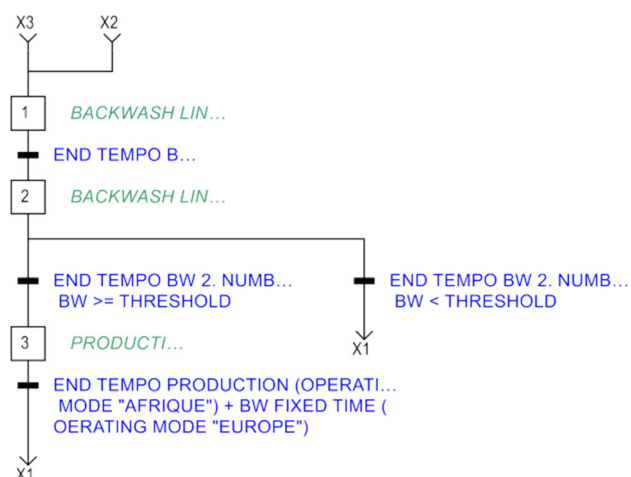 X3 X2
1 BACKWASH LIN...
END TEMPO B...
2 BACKWASH LIN...
END TEMPO BW 2. NUMB... END TEMPO BW 2. NUMB...
BW >= THRESHOLD BW < THRESHOLD
3 PRODUCTI... X1
END TEMPO PRODUCTION (OPERATI...
MODE "AFRIQUE") + BW FIXED TIME (
OERATING MODE "EUROPE")
X1